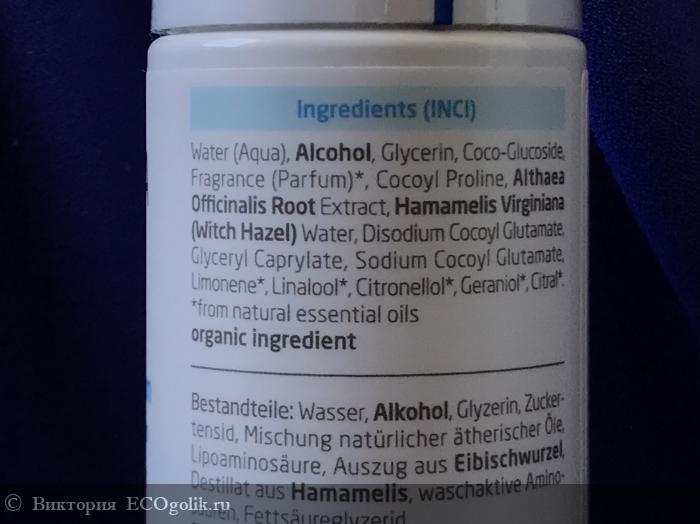 Ingredients (INCI)
Water (Aqua), Alcohol, Glycerin, Coco-Glucoside,
Fragrance (Parfum)*, Cocoyl Proline, Althaea
Officinalis Root Extract, Hamamelis Virginiana
(Witch Hazel) Water, Disodium Cocoyl Glutamate,
Glyceryl Caprylate, Sodium Cocoyl Glutamate,
Limonene*, Linalool*, Citronellol*, Geraniol*, Citral*.
*from natural essential oils
organic ingredient
Bestandteile: Wasser, Alkohol, Glyzerin, Zucker-
tensid, Mischung natürlicher ätherischer Öle,
Lipoaminosäure, Auszug aus Eibischwurzel,
Destillat aus Hamamelis, waschaktive Amino-
säuren, Fettsäureglyzerid
© Виктория ECOgolik.ru